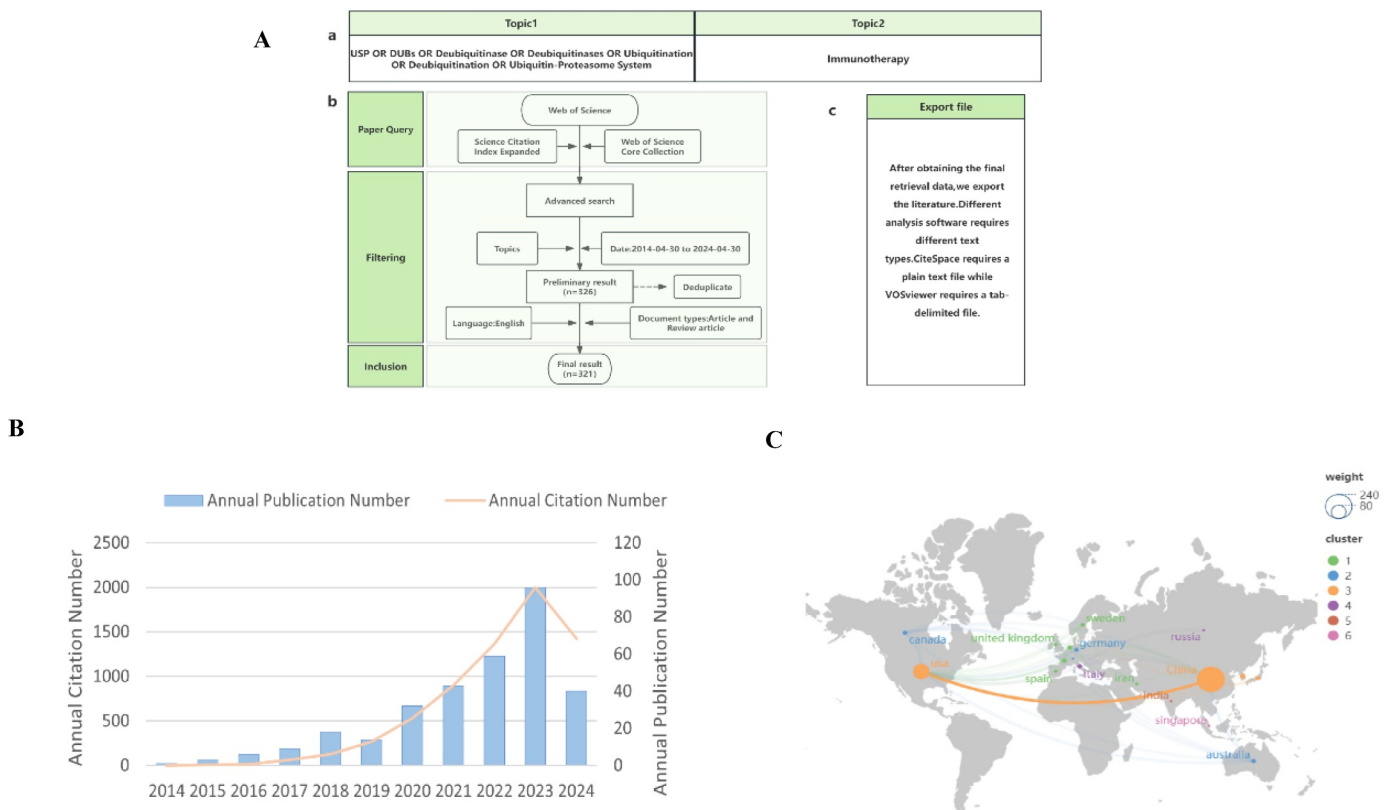 A
a
Topic1
Topic2
USP OR DUBs OR Deubiquitinase OR Deubiquitinases OR Ubiquitination
OR Deubiquitination OR Ubiquitin-Proteasome System
Immunotherapy
b
Paper Query
Web of Science
Science Citation
Index Expanded
Web of Science
Core Collection
Filtering
Advanced search
Topics
Date:2014-04-30 to 2024-04-30
Preliminary result
(n=326)
Deduplicate
Language:English
Document types:Article and
Review article
Inclusion
Final result
(n=321)
c
Export file
After obtaining the final
retrieval data,we export
the literature.Different
analysis software requires
different text
types.CiteSpace requires a
plain text file while
VOSviewer requires a tab-
delimited file.
B
Annual Publication Number
Annual Citation Number
Annual Citation Number
2500
2000
1500
1000
500
0
120
100
80
60
40
20
0
Annual Publication Number
2014 2015 2016 2017 2018 2019 2020 2021 2022 2023 2024
C
weight
240
80
cluster
1
2
3
4
5
6
canada
usa
united kingdom
sweden
germany
spain
italy
iran
russia
China
india
singapore
australia